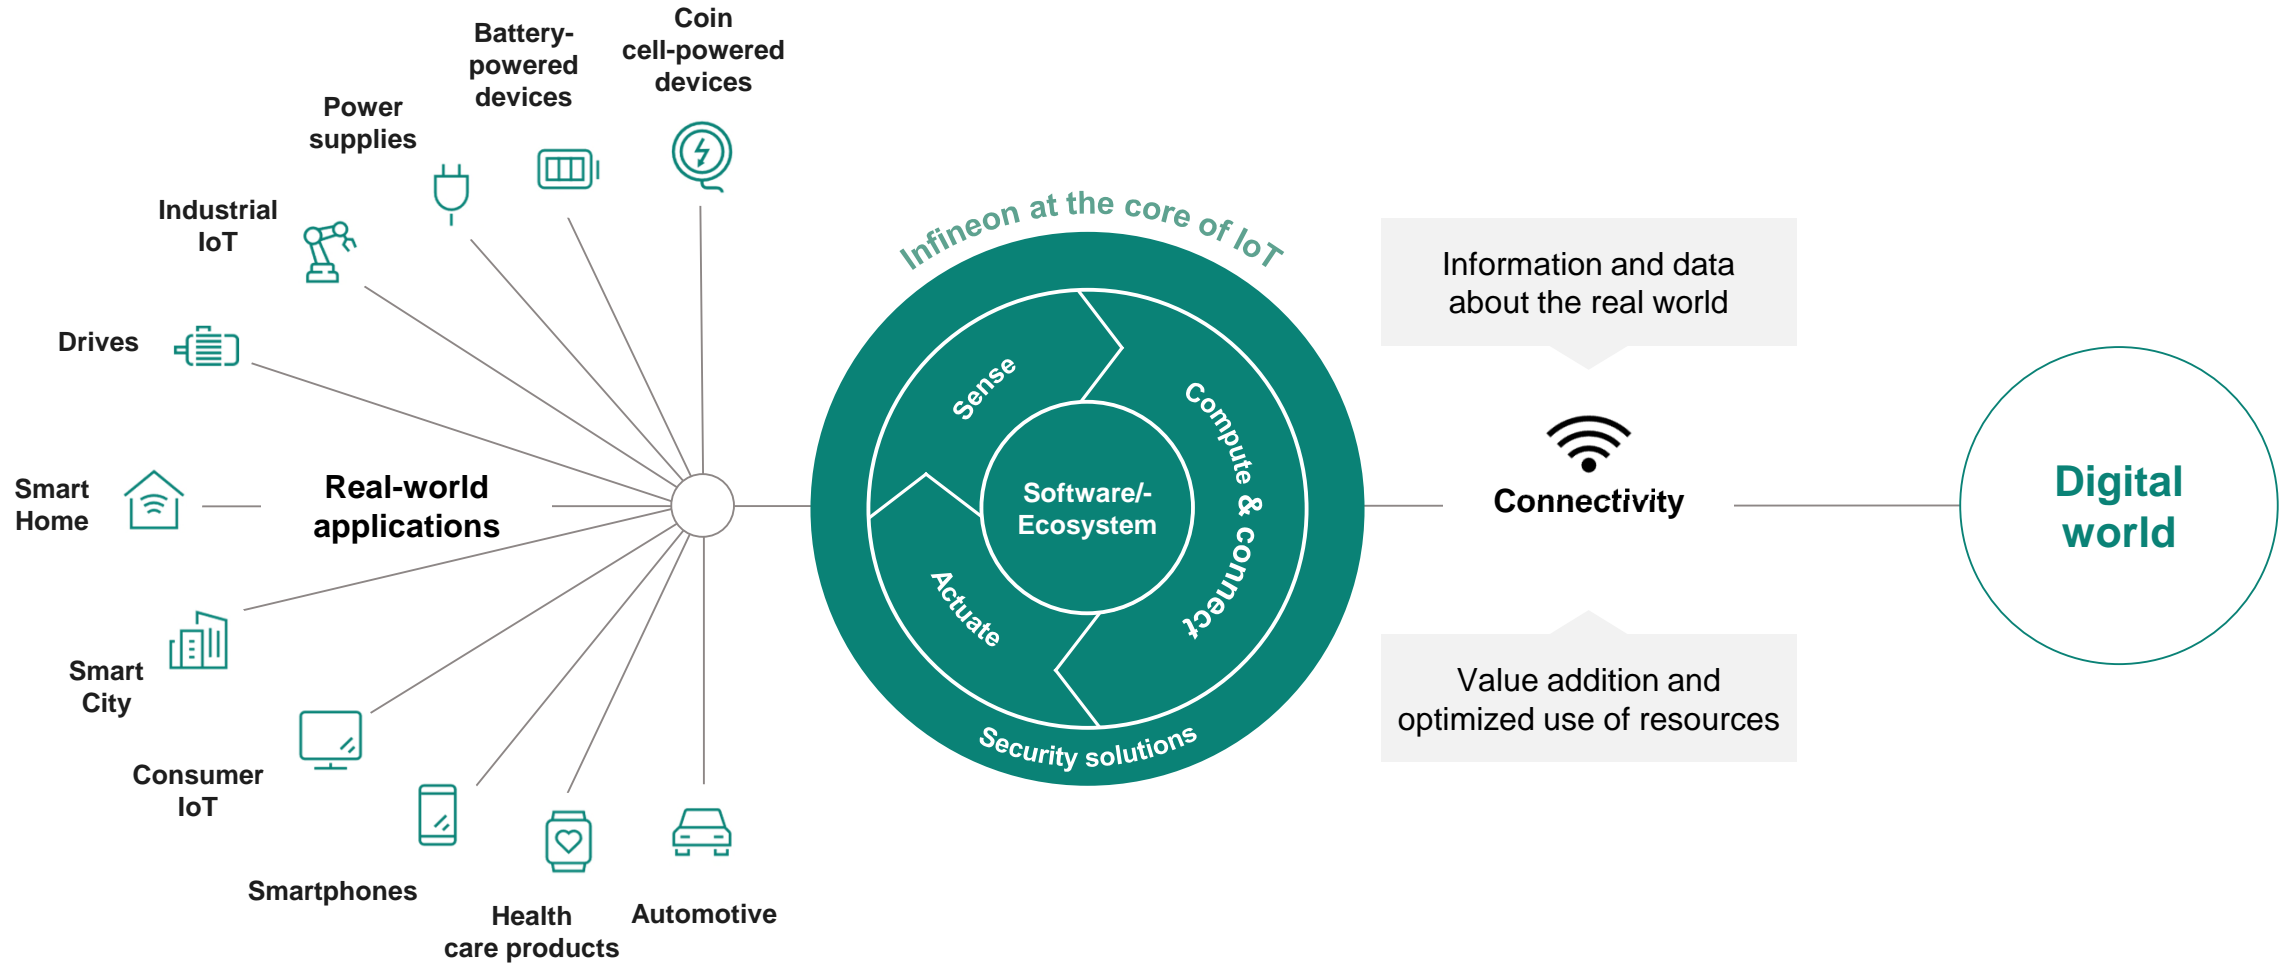 Coin
cell-powered
devices
Battery-
powered
devices
Power
supplies
Industrial
IoT
Drives
Smart
Home
Smart
City
Consumer
IoT
Smartphones
Health
care products
Automotive
Real-world
applications
Infineon at the core of IoT
Sense
Compute & connect
Actuate
Software/-
Ecosystem
Security solutions
Information and data
about the real world
Connectivity
Value addition and
optimized use of resources
Digital
world